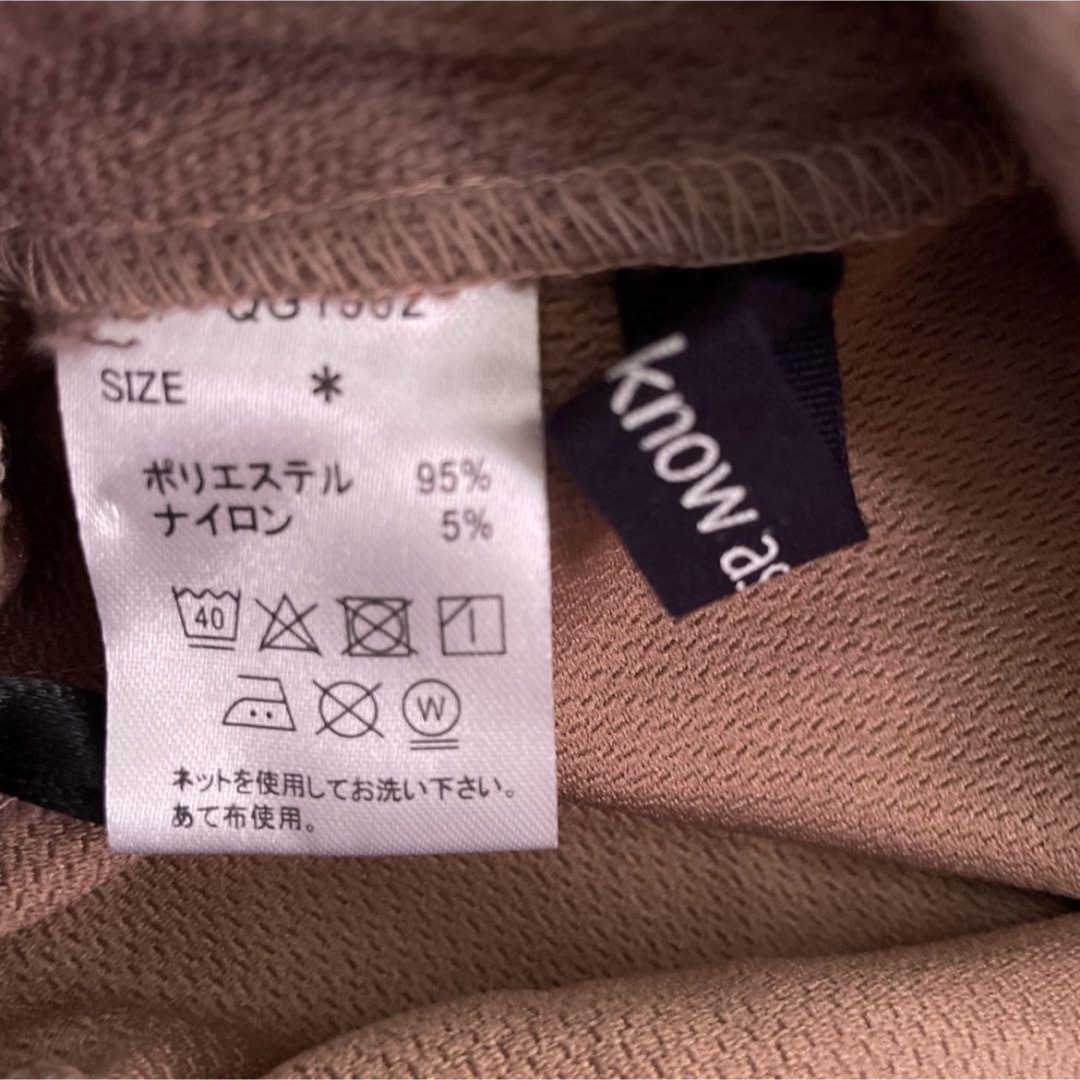 SIZE *
ポリエステル 95%
ナイロン 5%
40
W
ネットを使用してお洗い下さい。
あて布使用。
know as